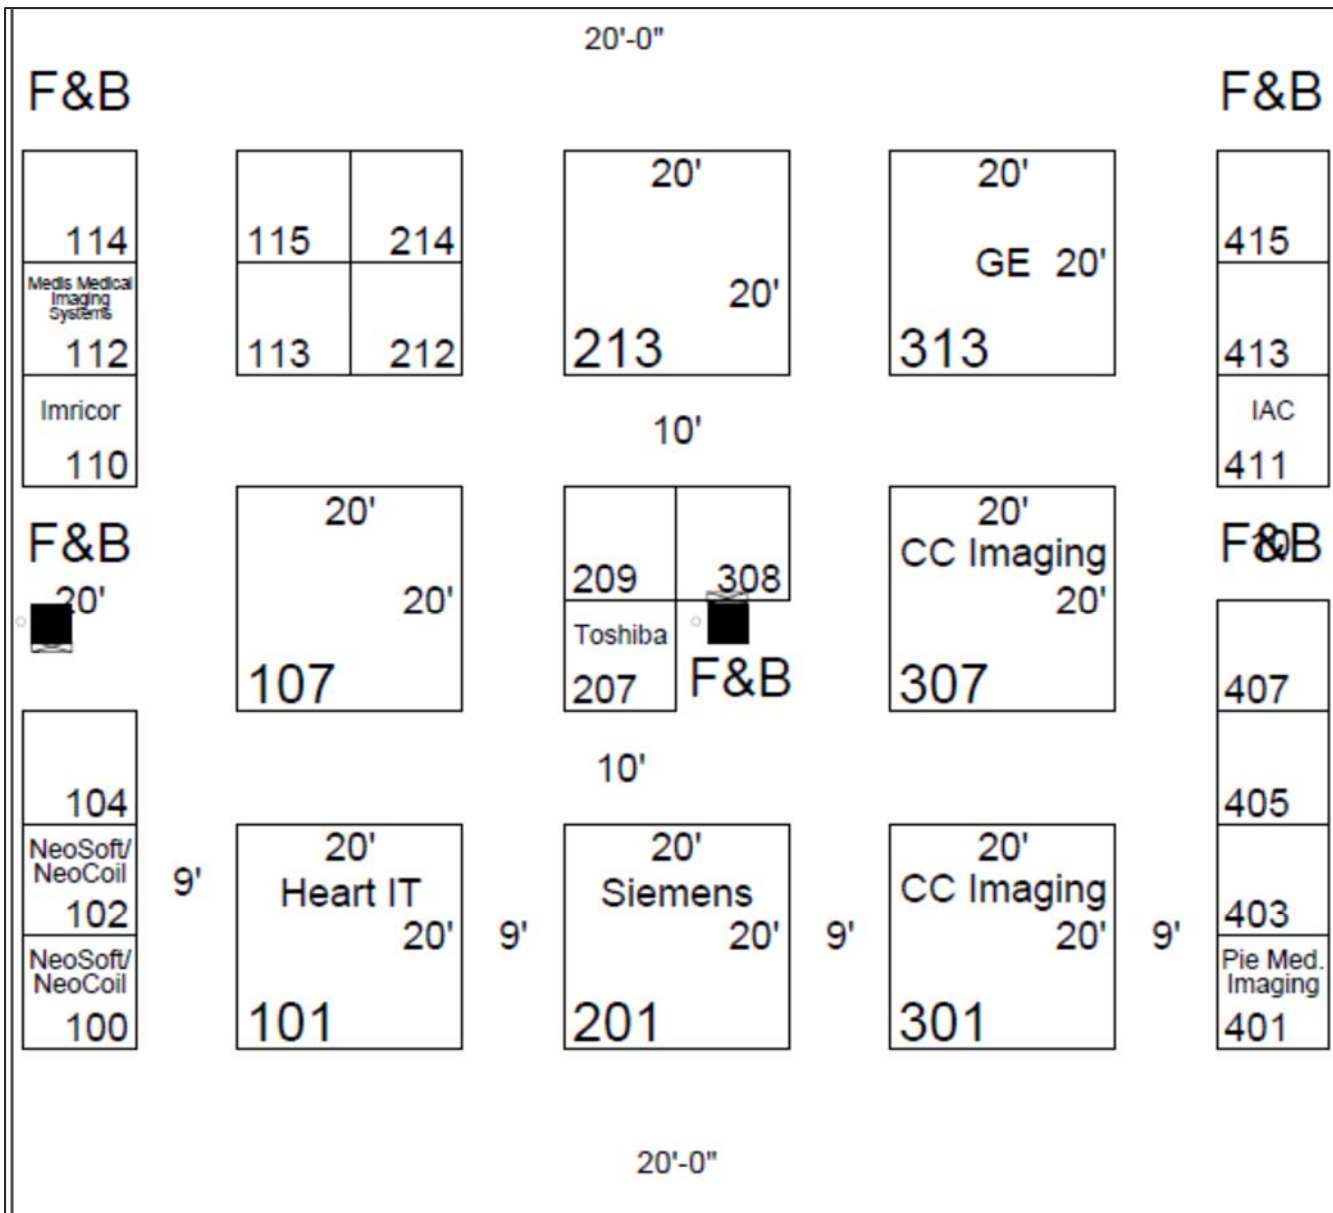 20'-0"
F&B
F&B
20'
20'
115
214
GE 20'
114
415
Medis Medical
Imaging
Systems
20'
112
113
212
213
313
413
Imricor
IAC
10'
110
411
20'
20'
F&B
F&B
CC Imaging
209
308
20'
20'
20'
Toshiba
F&B
107
207
307
407
10'
104
405
20'
20'
20'
NeoSoft/
NeoCoil
9'
Heart IT
Siemens
CC Imaging
102
403
20'
9'
20'
9'
20'
9'
NeoSoft/
NeoCoil
Pie Med.
Imaging
100
101
201
301
401
20'-0"